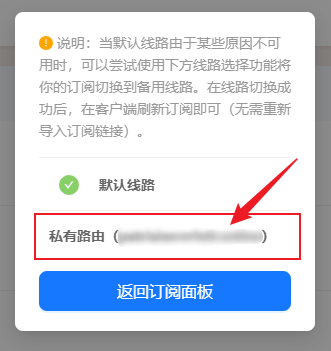 说明：当默认线路由于某些原因不可
用时，可以尝试使用下方线路选择功能将
你的订阅切换到备用线路。在线路切换成
功后，在客户端刷新订阅即可（无需重新
导入订阅链接）。
默认线路
私有路由（）
返回订阅面板